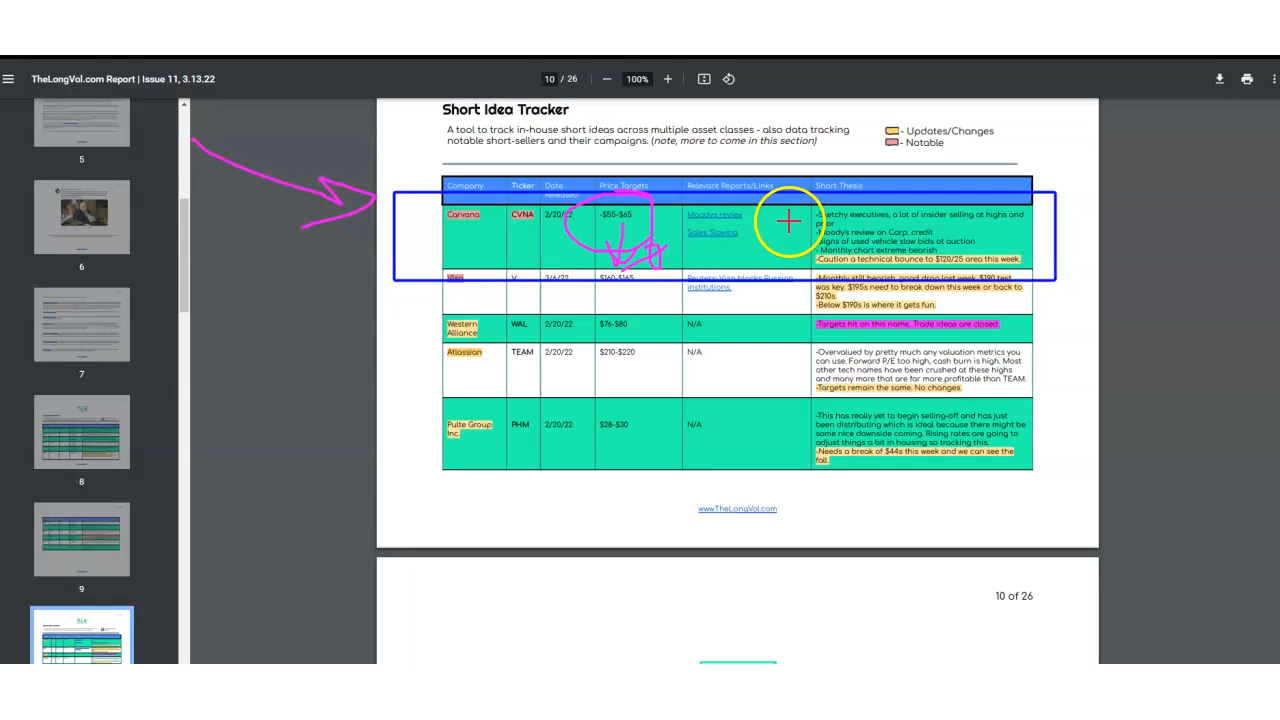 TheLongVol.com Report | Issue 11, 3.13.22
10 / 26
100%
5
6
7
8
9
Short Idea Tracker
A tool to track in-house short ideas across multiple asset classes - also data tracking
notable short-sellers and their campaigns. (note, more to come in this section)
- Updates/Changes
- Notable
Company Ticker Date Price Targets Relevant Reports/Links Short Thesis
Released
Carvana CVNA 2/20/22 -$55-$65 Moodys review -Sketchy executives, a lot of insider selling at highs and
prior
Sales Slowing -Moody's review on Corp. credit
-Signs of used vehicle slow bids at auction
- Monthly chart extreme bearish
-Caution a technical bounce to $120/25 area this week.
Visa V 3/6/22 $160-$165 Reuters: Visa blocks Russian -Monthly still bearish, good drop last week. $190 test
institutions. was key. $195s need to break down this week or back to
$210s.
-Below $190s is where it gets fun.
Western WAL 2/20/22 $76-$80 N/A -Targets hit on this name. Trade ideas are closed.
Alliance
Atlassian TEAM 2/20/22 $210-$220 N/A -Overvalued by pretty much any valuation metrics you
can use. Forward P/E too high, cash burn is high. Most
other tech names have been crushed at these highs
and many more that are far more profitable than TEAM.
-Targets remain the same. No changes.
-This has really yet to begin selling-off and has just
Pulte Group PHM 2/20/22 $28-$30 N/A been distributing which is ideal because there might be
Inc. some nice downside coming. Rising rates are going to
adjust things a bit in housing so tracking this.
-Needs a break of $44s this week and we can see the
fall.
www.TheLongVol.com
10 of 26